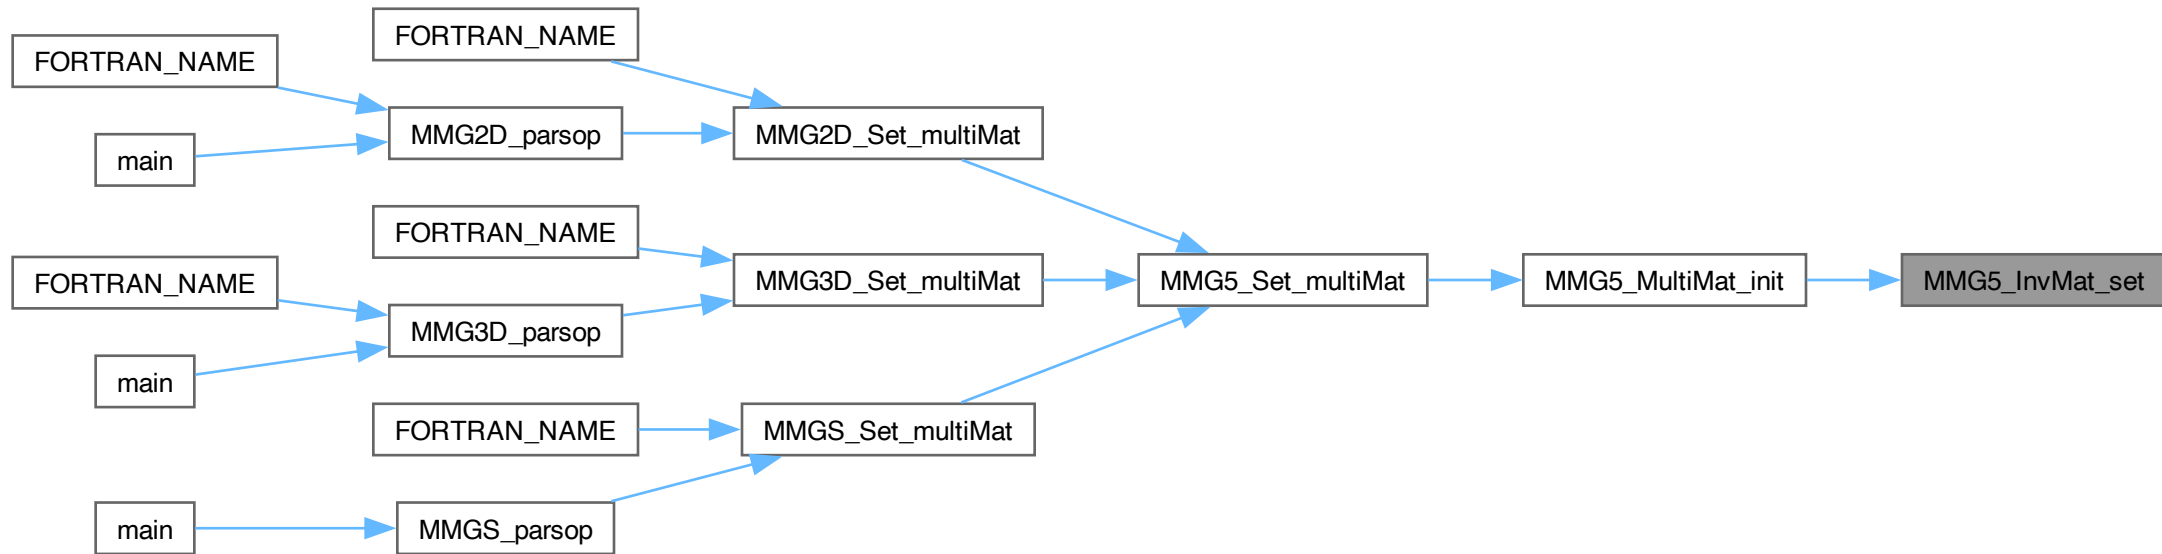 FORTRAN_NAME
FORTRAN_NAME
MMG2D_parsop
MMG2D_Set_multiMat
main
FORTRAN_NAME
FORTRAN_NAME
MMG3D_Set_multiMat
MMG5_Set_multiMat
MMG5_MultiMat_init
MMG5_InvMat_set
MMG3D_parsop
main
FORTRAN_NAME
MMGS_Set_multiMat
main
MMGS_parsop